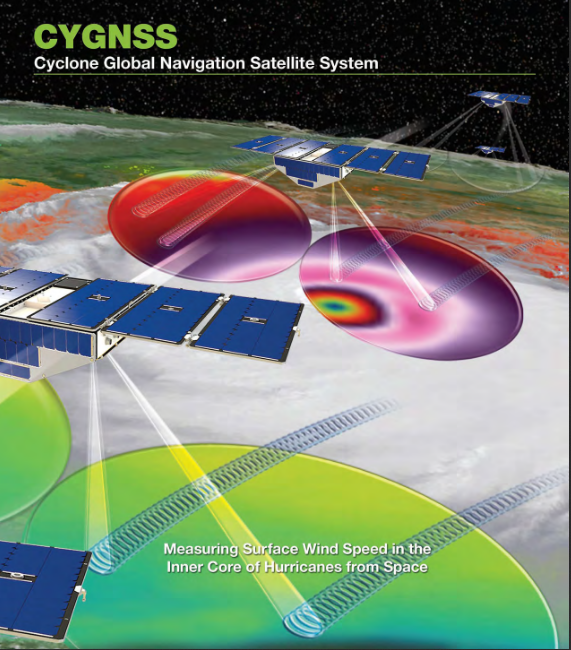 CYGNSS
Cyclone Global Navigation Satellite System
Measuring Surface Wind Speed in the
Inner Core of Hurricanes from Space